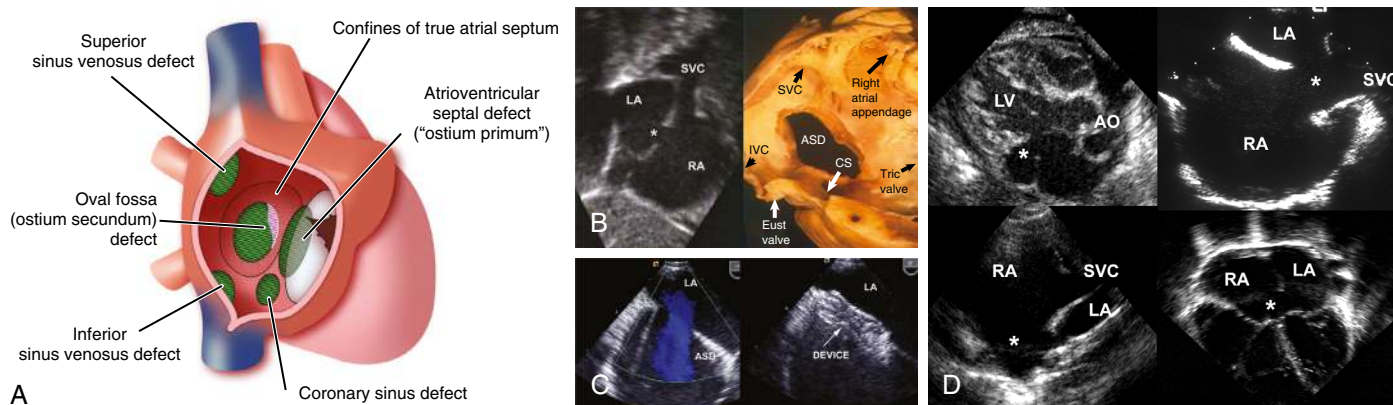 Superior
sinus venosus defect
Confines of true atrial septum
Atrioventricular
septal defect
(“ostium primum”)
Oval fossa
(ostium secundum)
defect
Inferior
sinus venosus defect
Coronary sinus defect
A
SVC
LA
*
RA
B
SVC
Right
atrial
appendage
IVC
ASD
CS
Tric
valve
Eust
valve
LA
ASD
C
LA
DEVICE
LV
AO
*
LA
*
SVC
RA
RA
SVC
LA
*
D
RA
LA
*